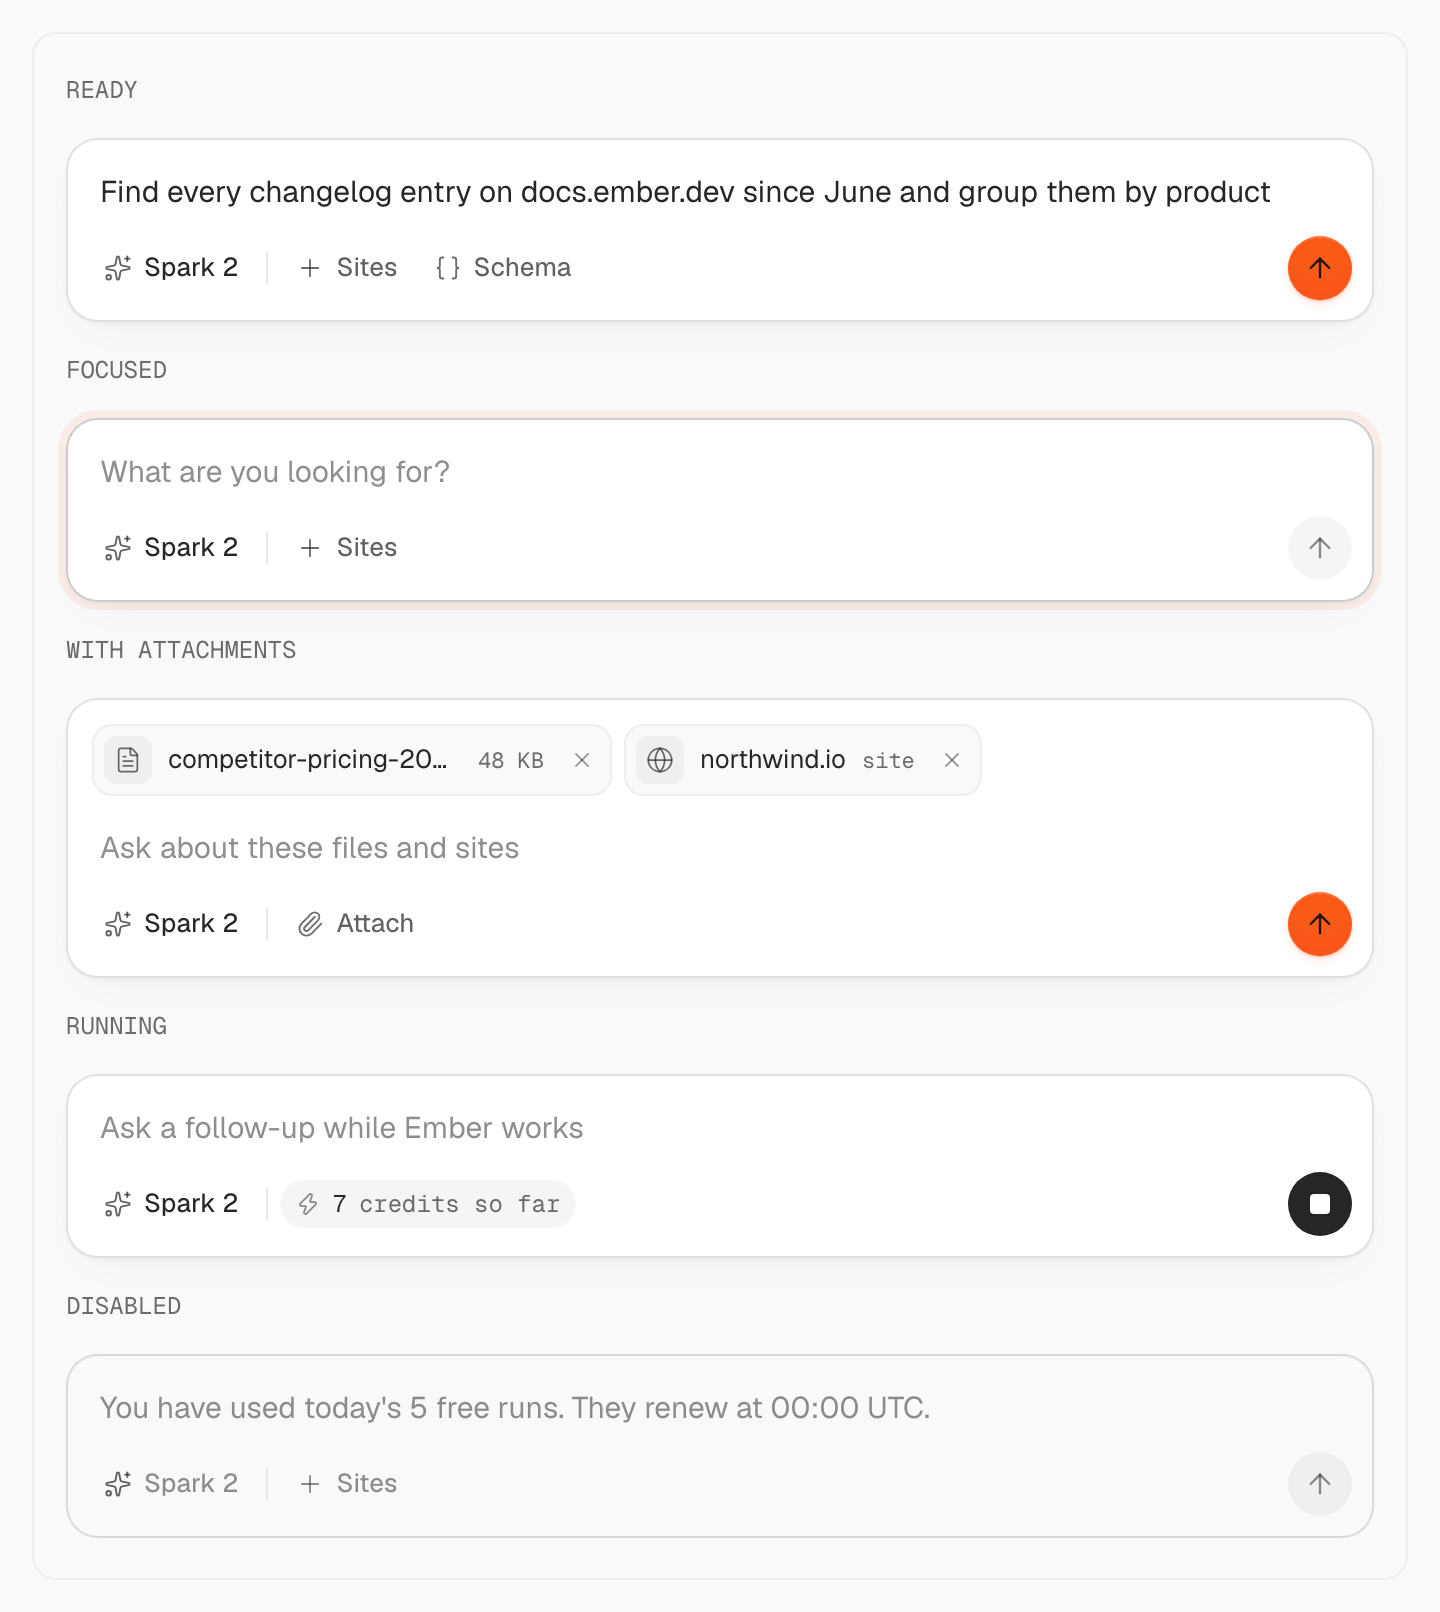 READY
Find every changelog entry on docs.ember.dev since June and group them by product
Spark 2 Sites {} Schema
FOCUSED
What are you looking for?
Spark 2 Sites
WITH ATTACHMENTS
competitor-pricing-20... 48 KB northwind.io site
Ask about these files and sites
Spark 2 Attach
RUNNING
Ask a follow-up while Ember works
Spark 2 7 credits so far
DISABLED
You have used today's 5 free runs. They renew at 00:00 UTC.
Spark 2 Sites